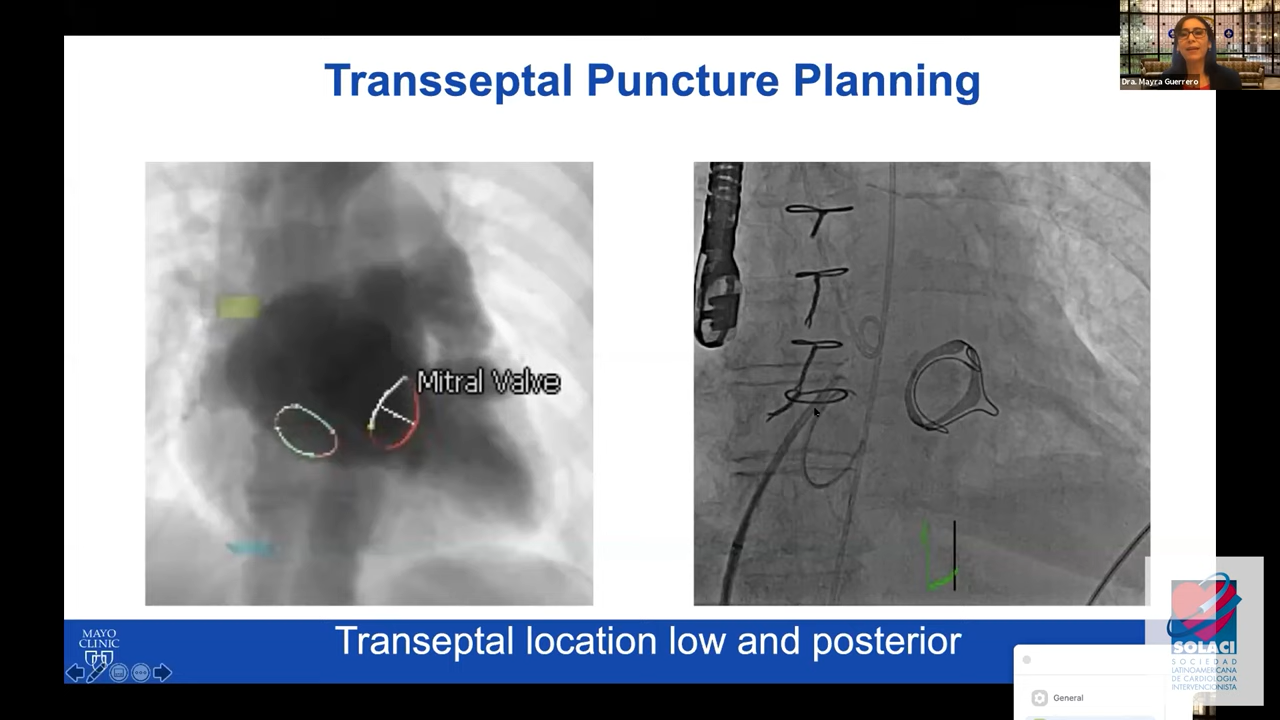 Dra. Mayra Guerrero
Transseptal Puncture Planning
Mitral Valve
Transeptal location low and posterior
MAYO
CLINIC
SOLACI
SOCIEDAD
LATINOAMERICANA
DE CARDIOLOGIA
INTERVENCIONISTA
General